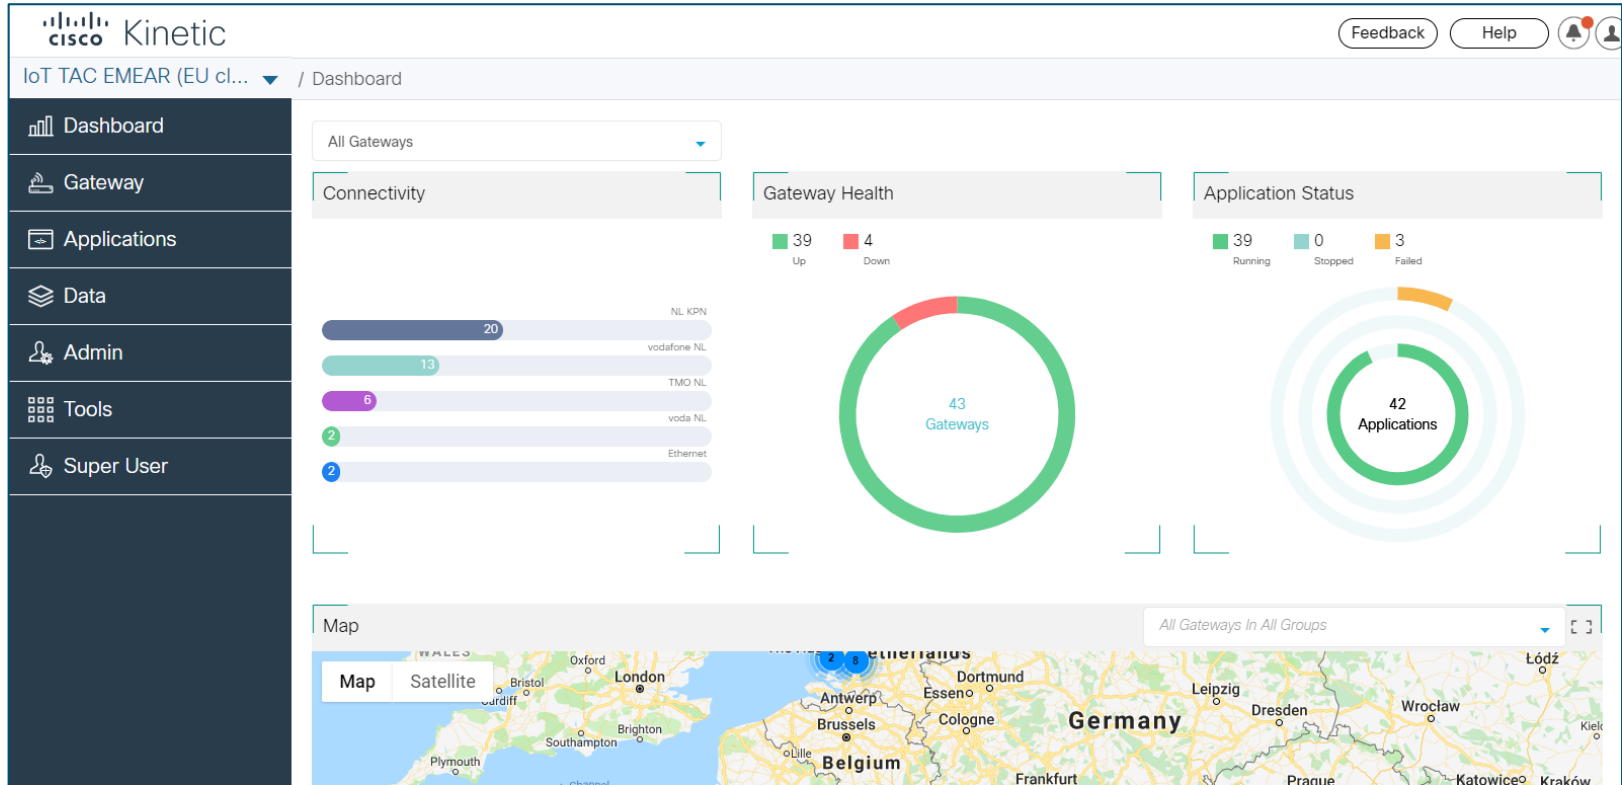 cisco Kinetic
Feedback
Help
IoT TAC EMEAR (EU cl...
/ Dashboard
Dashboard
Gateway
Applications
Data
Admin
Tools
Super User
All Gateways
Connectivity
NL KPN
20
vodafone NL
13
TMO NL
6
voda NL
2
Ethernet
2
Gateway Health
39 4
Up Down
43
Gateways
Application Status
39 0 3
Running Stopped Failed
42
Applications
Map
All Gateways In All Groups
Map Satellite
WALES
Oxford
London
Bristol
Cardiff
Brighton
Southampton
Plymouth
Channel
2 8
etherlands
Dortmund
Essen
Antwerp
Brussels
Cologne
Lille
Belgium
Germany
Frankfurt
Leipzig
Dresden
Prague
Wrocław
Łódź
Kielc
Katowice Kraków